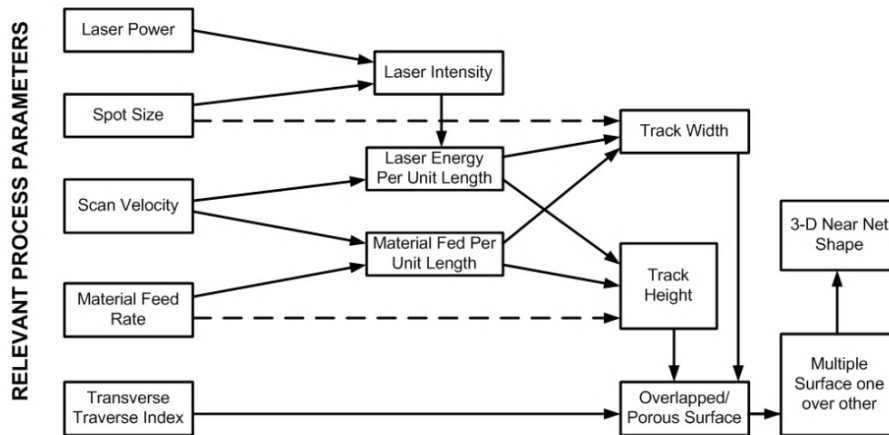 RELEVANT PROCESS PARAMETERS
Laser Power
Spot Size
Scan Velocity
Material Feed
Rate
Transverse
Traverse Index
Laser Intensity
Laser Energy
Per Unit Length
Material Fed Per
Unit Length
Track Width
Track
Height
Overlapped/
Porous Surface
3-D Near Net
Shape
Multiple
Surface one
over other